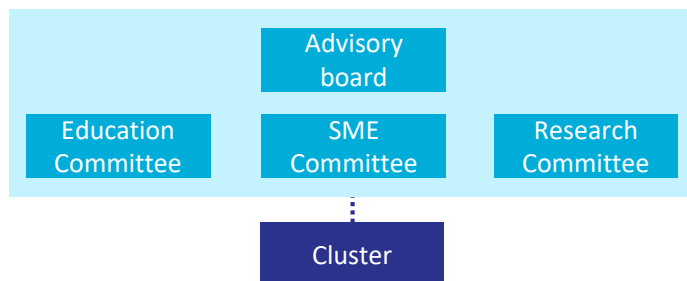 Advisory
board
Education
Committee
SME
Committee
Research
Committee
Cluster